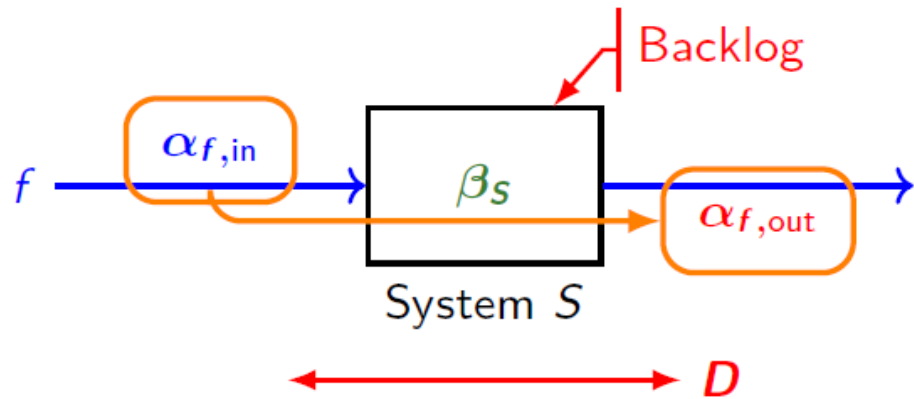 Backlog
α_{f,in}
f
β_S
α_{f,out}
System S
D